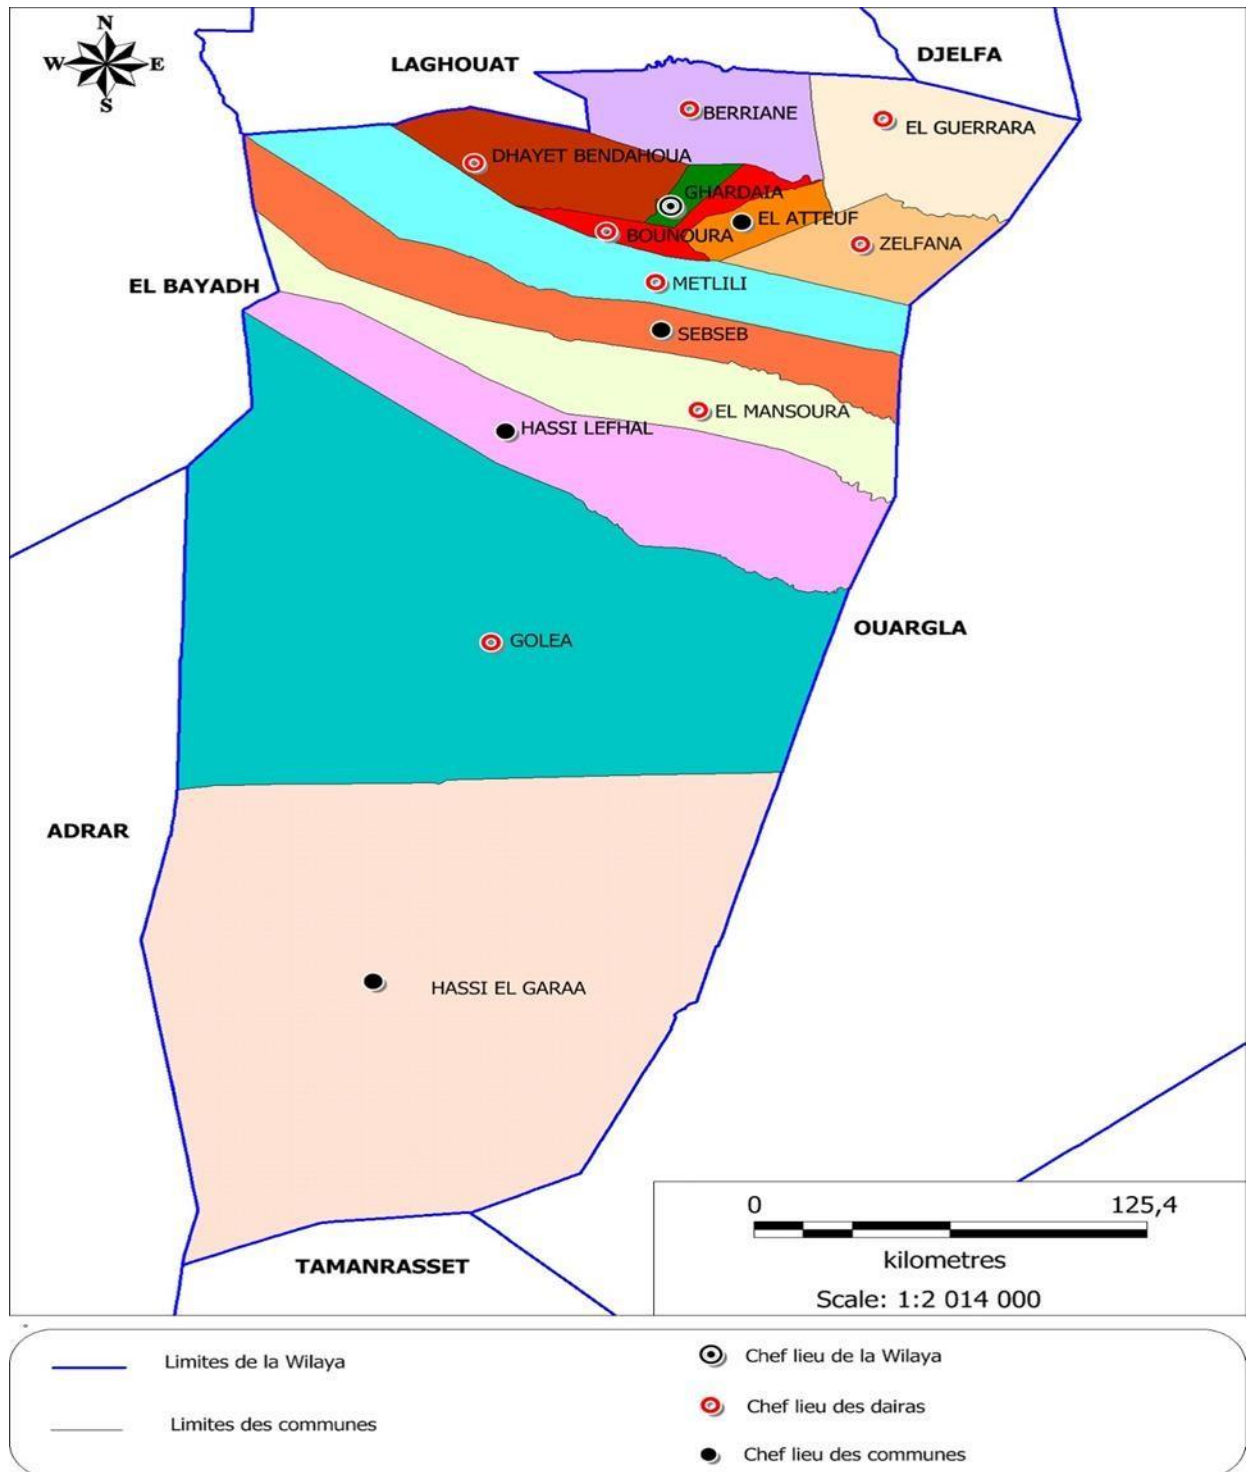 N
W E
S
LAGHOUAT
DJELFA
BERRIANE
EL GUERRARA
DHAYET BENDAHOUA
GHARDAIA
EL ATTEUF
BOUNOURA
ZELFANA
METLILI
EL BAYADH
SEBSEB
EL MANSOURA
HASSI LEFHAL
OUARGLA
GOLEA
ADRAR
HASSI EL GARAA
TAMANRASSET
0 125,4
kilometres
Scale: 1:2 014 000
Limites de la Wilaya
Limites des communes
Chef lieu de la Wilaya
Chef lieu des dairas
Chef lieu des communes